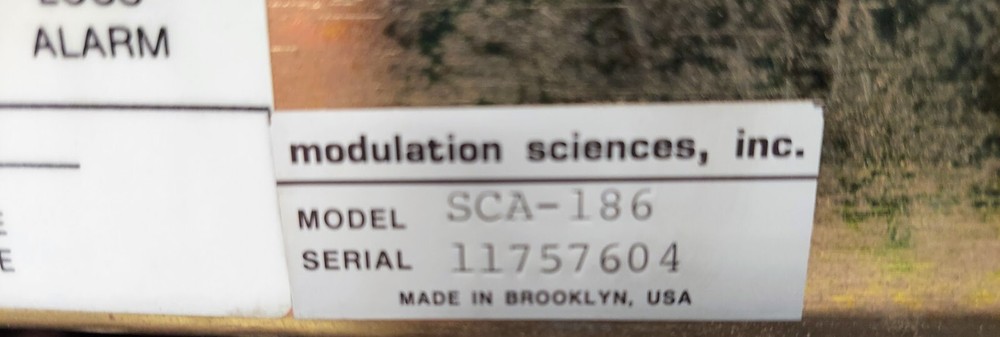 ALARM
modulation sciences, inc.
MODEL SCA-186
SERIAL 11757604
MADE IN BROOKLYN, USA
E